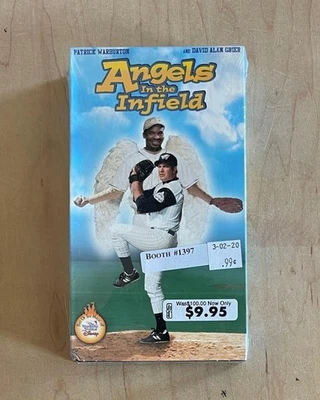 PATRICK WARBURTON AND DAVID ALAN GRIER
Angels
In the
Infield
BOOTH #1397
3-02-20
.99¢
Was $100.00 Now Only
$9.95